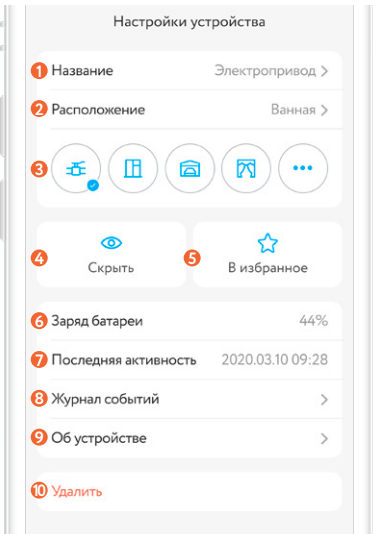 Настройки устройства
1 Название Электропривод >
2 Расположение Ванная >
3
4 Скрыть
5 В избранное
6 Заряд батареи 44%
7 Последняя активность 2020.03.10 09:28
8 Журнал событий >
9 Об устройстве >
10 Удалить